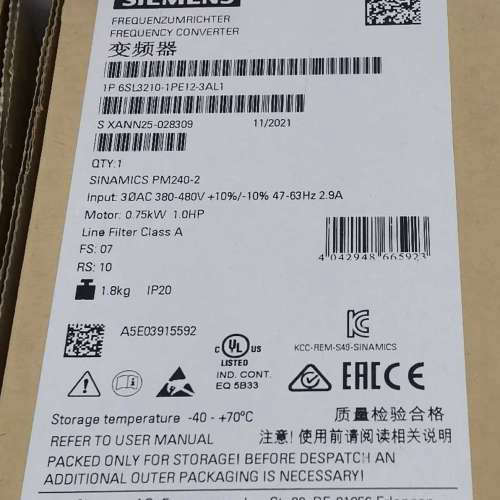 SIEMENS
FREQUENZUMRICHTER
FREQUENCY CONVERTER
变频器
1P 6SL3210-1PE12-3AL1
S XANN25-028309 11/2021
QTY:1
SINAMICS PM240-2
Input: 3ØAC 380-480V +10%/-10% 47-63Hz 2.9A
Motor: 0.75kW 1.0HP
Line Filter Class A
FS: 07
RS: 10
4 042948 665923
1.8kg IP20
A5E03915592
C UL US
LISTED
IND. CONT.
EQ 5B33
KCC-REM-S49-SINAMICS
EAC CE
Storage temperature -40 - +70°C
质量检验合格
REFER TO USER MANUAL
注意! 使用前请阅读相关说明
PACKED ONLY FOR STORAGE! BEFORE DESPATCH AN
ADDITIONAL OUTER PACKAGING IS NECESSARY!